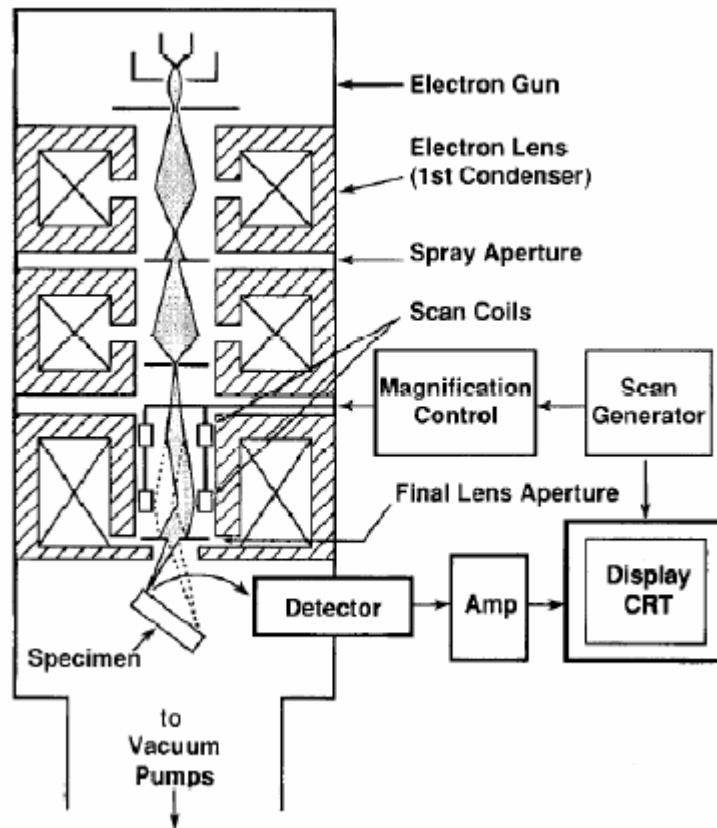 Electron Gun
Electron Lens
(1st Condenser)
Spray Aperture
Scan Coils
Magnification
Control
Scan
Generator
Final Lens Aperture
Detector
Amp
Display
CRT
Specimen
to
Vacuum
Pumps